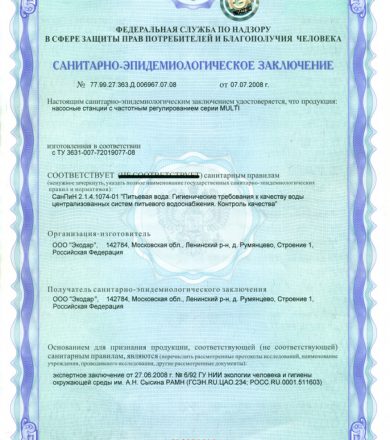 ФЕДЕРАЛЬНАЯ СЛУЖБА ПО НАДЗОРУ
В СФЕРЕ ЗАЩИТЫ ПРАВ ПОТРЕБИТЕЛЕЙ И БЛАГОПОЛУЧИЯ ЧЕЛОВЕКА
САНИТАРНО-ЭПИДЕМИОЛОГИЧЕСКОЕ ЗАКЛЮЧЕНИЕ
№ 77.99.27.363.Д.006967.07.08 от 07.07.2008 г.
Настоящим санитарно-эпидемиологическим заключением удостоверяется, что продукция:
насосные станции с частотным регулированием серии MULTI
изготовленная в соответствии
с ТУ 3631-007-72019077-08
СООТВЕТСТВУЕТ (НЕ СООТВЕТСТВУЕТ) санитарным правилам
(ненужное зачеркнуть, указать полное наименование государственных санитарно-эпидемиологических
правил и нормативов):
СанПиН 2.1.4.1074-01 "Питьевая вода. Гигиенические требования к качеству воды
централизованных систем питьевого водоснабжения. Контроль качества"
Организация-изготовитель
ООО "Экодар", 142784, Московская обл., Ленинский р-н, д. Румянцево, Строение 1,
Российская Федерация
Получатель санитарно-эпидемиологического заключения
ООО "Экодар", 142784, Московская обл., Ленинский р-н, д. Румянцево, Строение 1,
Российская Федерация
Основанием для признания продукции, соответствующей (не соответствующей)
санитарным правилам, являются (перечислить рассмотренные протоколы исследований, наименование
учреждения, проводившего исследования, другие рассмотренные документы):
экспертное заключение от 27.06.2008 г. № 6/92 ГУ НИИ экологии человека и гигиены
окружающей среды им. А.Н. Сысина РАМН (ГСЭН.RU.ЦАО.234; РОСС.RU.0001.511603)